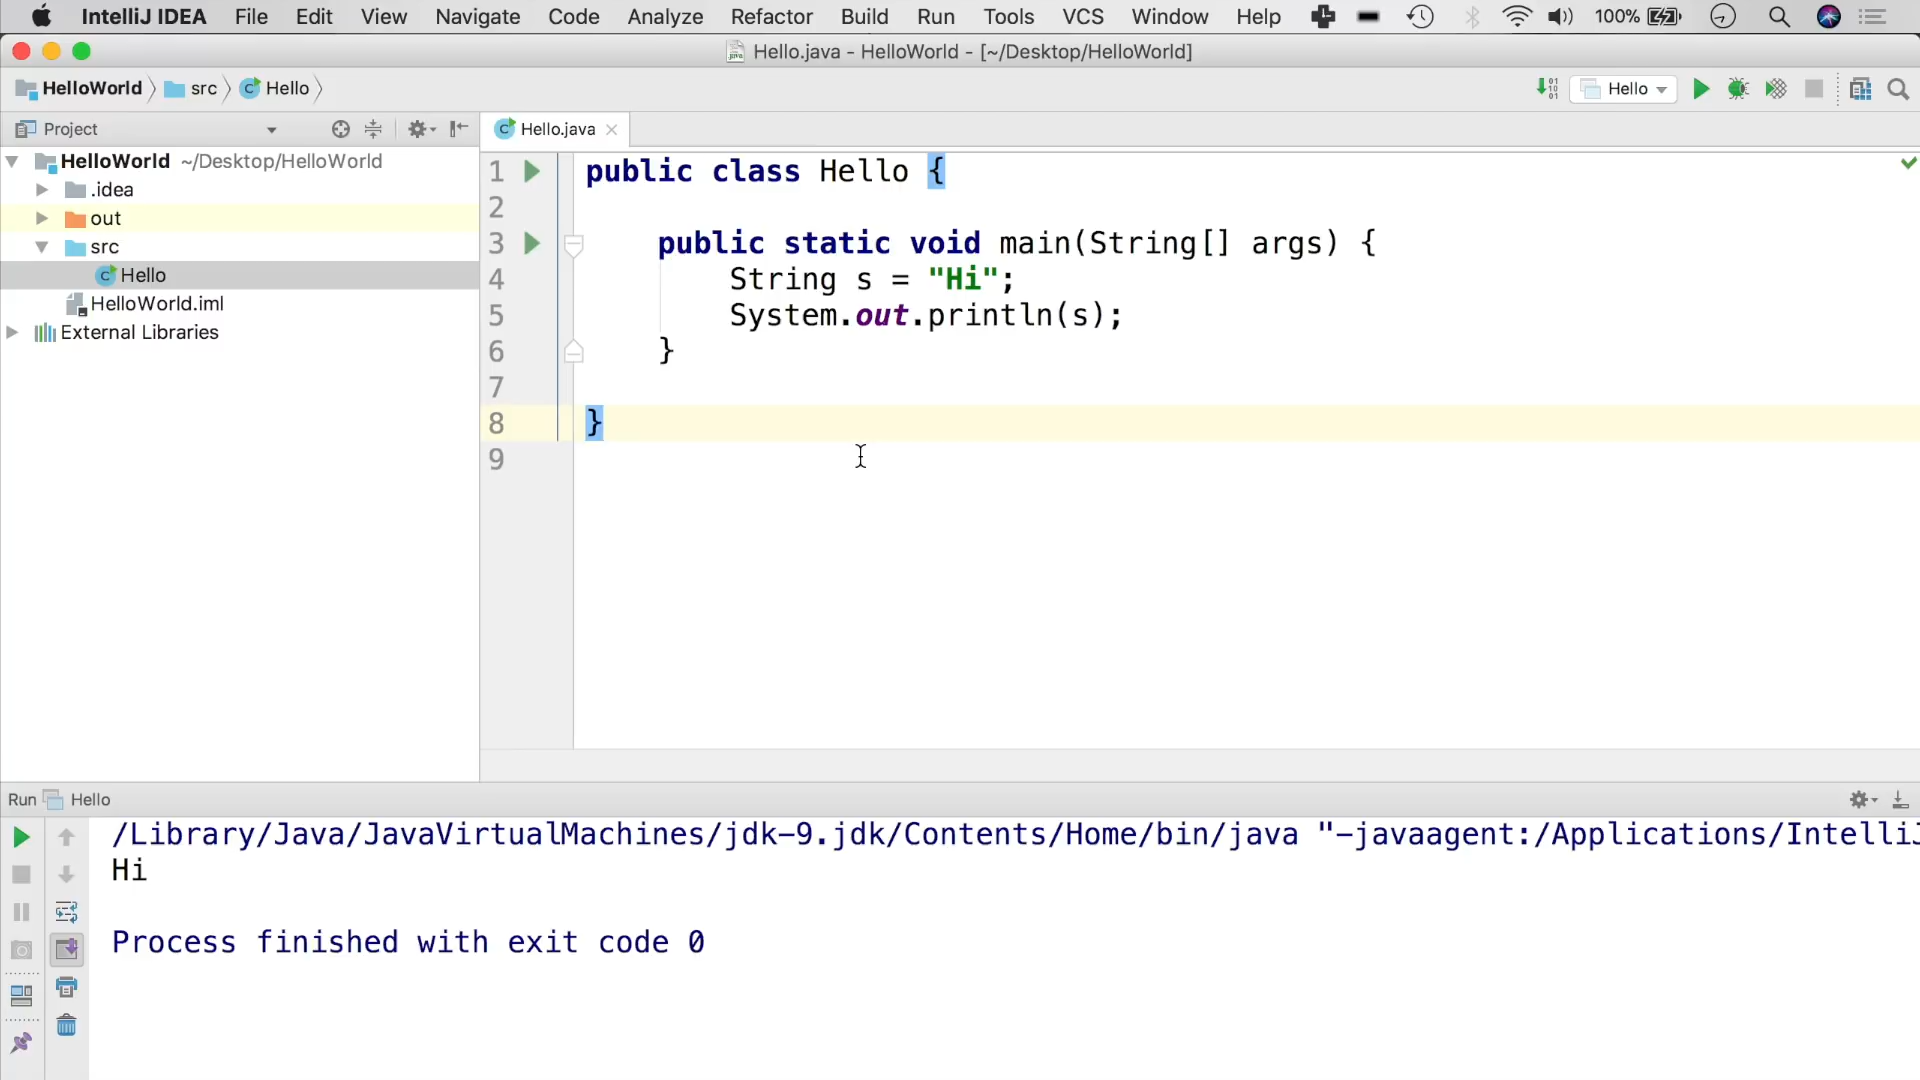 IntelliJ IDEA File Edit View Navigate Code Analyze Refactor Build Run Tools VCS Window Help 100%
Hello.java - HelloWorld - [~/Desktop/HelloWorld]
HelloWorld src Hello Hello
Project Hello.java
HelloWorld ~/Desktop/HelloWorld
.idea
out
src
Hello
HelloWorld.iml
External Libraries
1 public class Hello {
2
3 public static void main(String[] args) {
4 String s = "Hi";
5 System.out.println(s);
6 }
7
8 }
9
Run Hello
/Library/Java/JavaVirtualMachines/jdk-9.jdk/Contents/Home/bin/java "-javaagent:/Applications/IntelliJ
Hi
Process finished with exit code 0